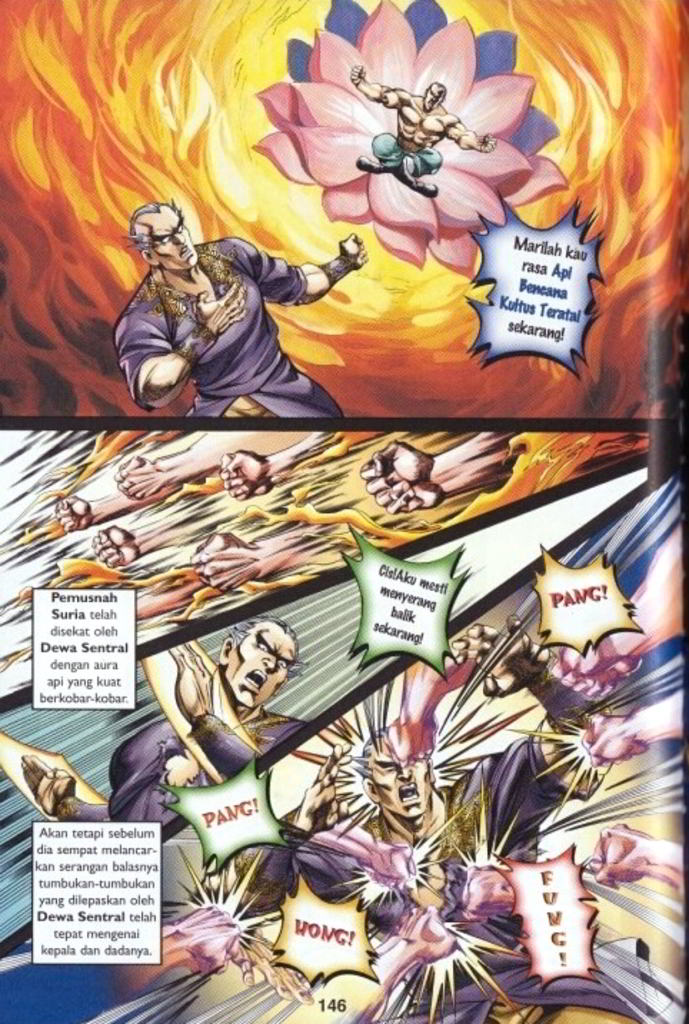 Marilah kau
rasa Api
Bencana
Kultus Teratai
sekarang!
Cis!Aku mesti
menyerang
balik
sekarang!
PANG!
Pemusnah
Suria telah
disekat oleh
Dewa Sentral
dengan aura
api yang kuat
berkobar-kobar.
PANG!
Akan tetapi sebelum
dia sempat melancar-
kan serangan balasnya
tumbukan-tumbukan
yang dilepaskan oleh
Dewa Sentral telah
tepat mengenai
kepala dan dadanya.
HONG!
FUNG!
146